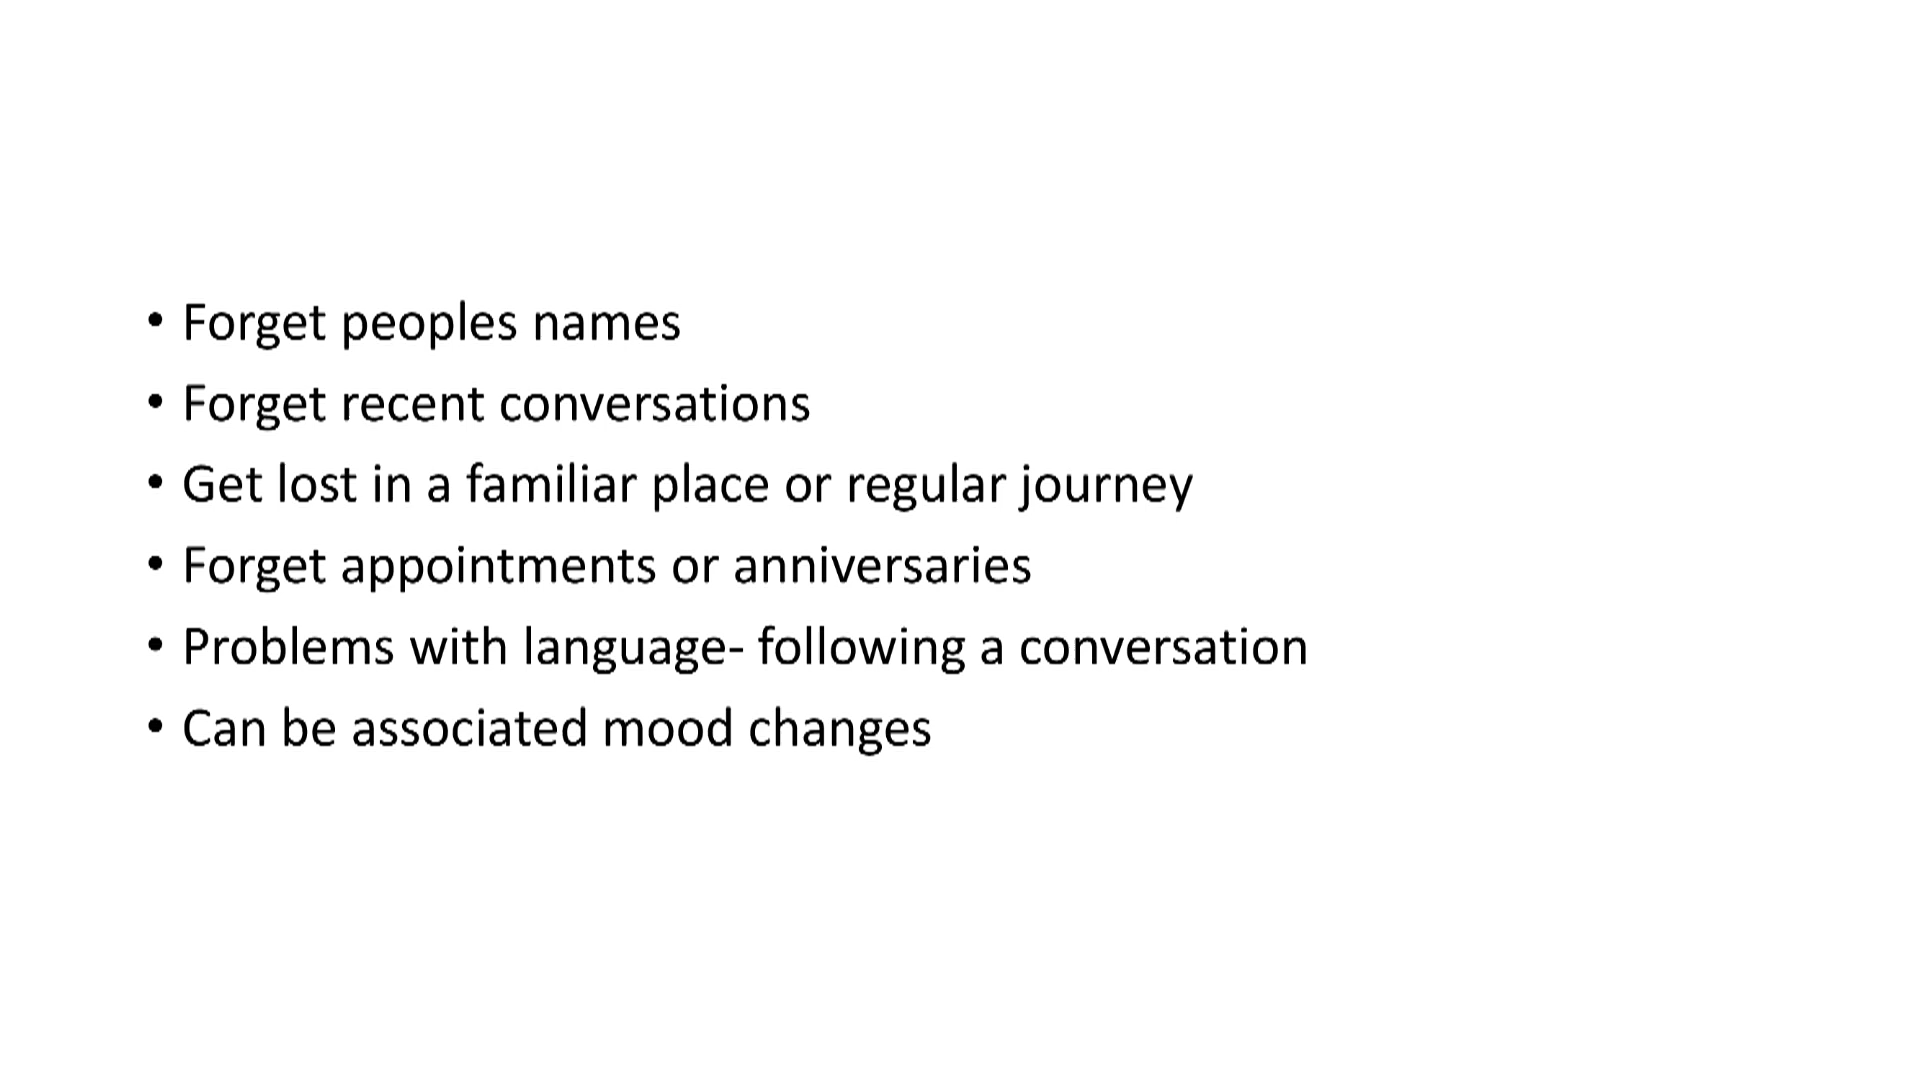 • Forget peoples names
• Forget recent conversations
• Get lost in a familiar place or regular journey
• Forget appointments or anniversaries
• Problems with language- following a conversation
• Can be associated mood changes